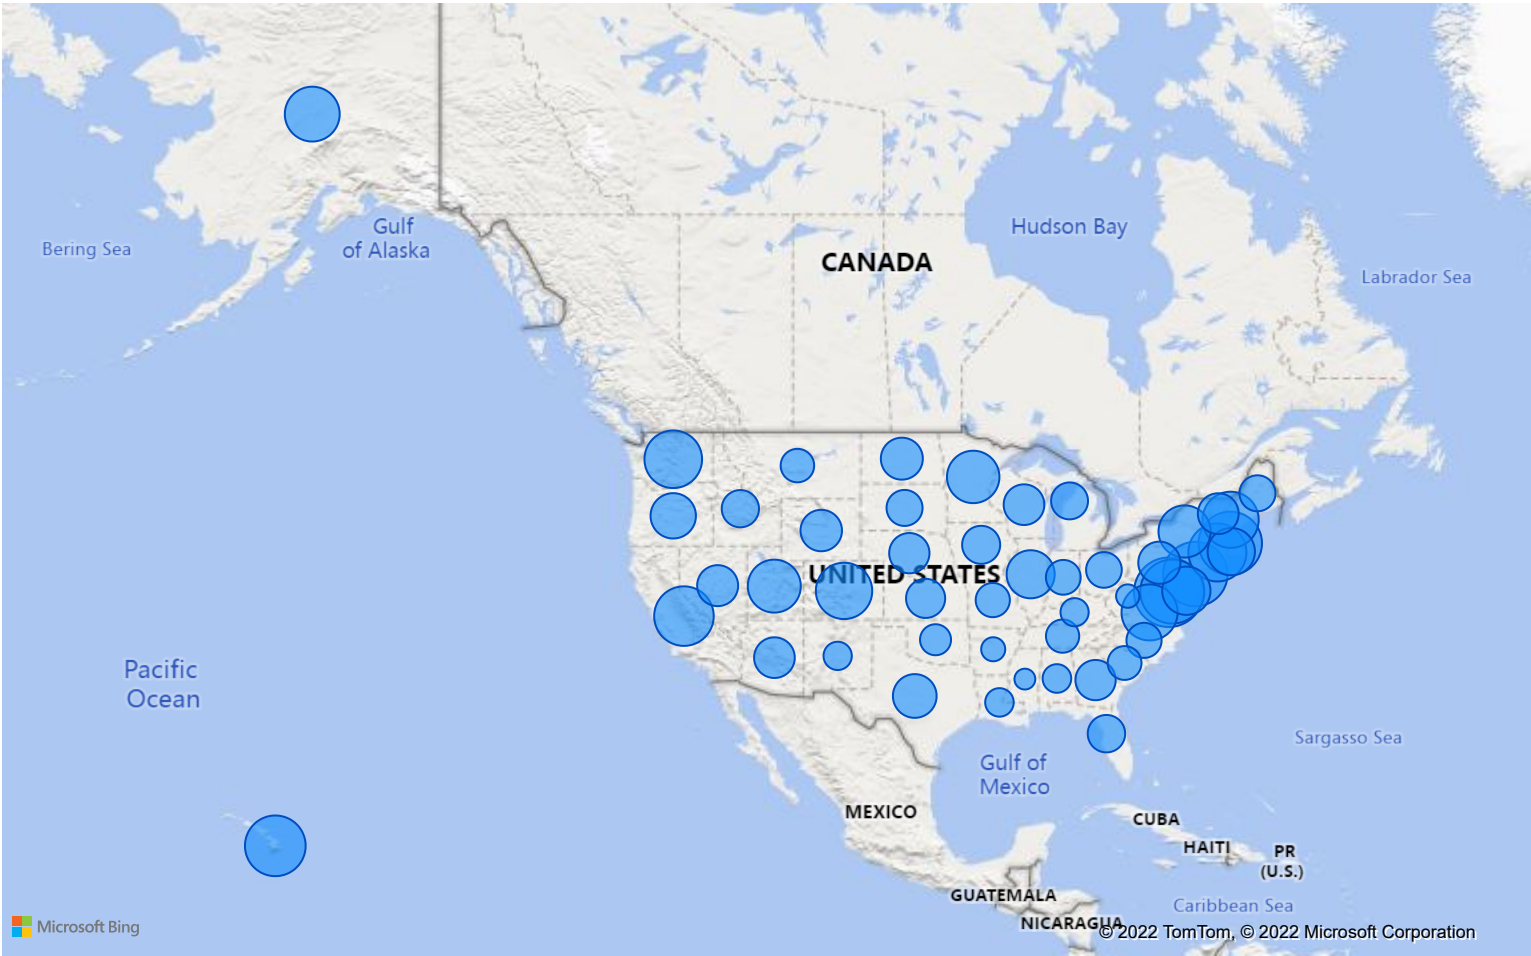 Gulf
of Alaska
Bering Sea
Hudson Bay
CANADA
Labrador Sea
UNITED STATES
Pacific
Ocean
Sargasso Sea
Gulf of
Mexico
MEXICO
CUBA
HAITI
PR
(U.S.)
GUATEMALA
Caribbean Sea
NICARAGUA
Microsoft Bing
© 2022 TomTom, © 2022 Microsoft Corporation